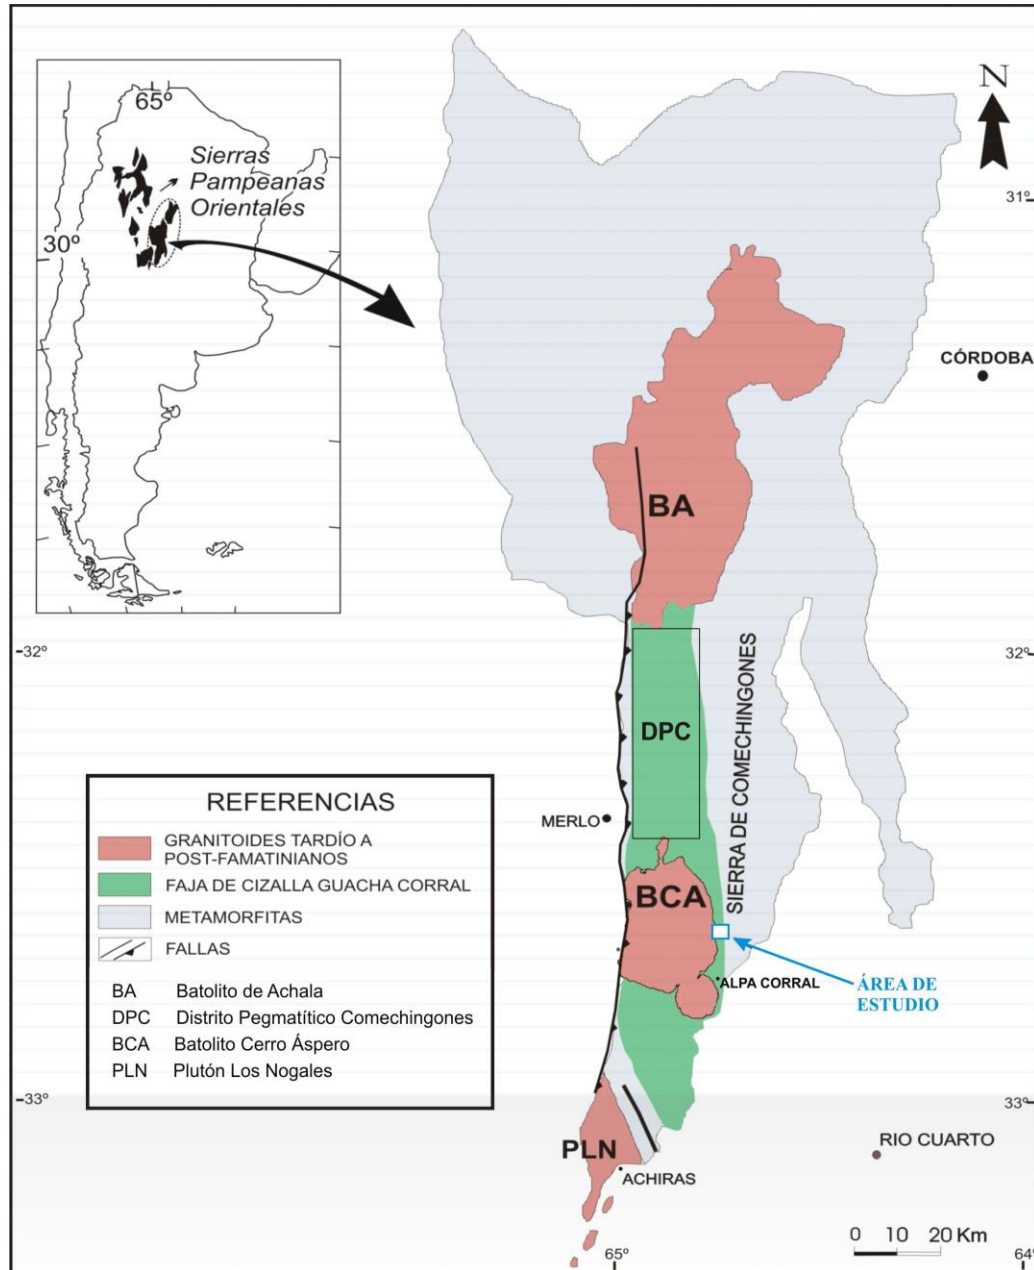 65º
Sierras
Pampeanas
Orientales
30º
N
31º
CÓRDOBA
BA
32º
32º
SIERRA DE COMECHINGONES
DPC
MERLO
BCA
ALPA CORRAL
ÁREA DE
ESTUDIO
REFERENCIAS
GRANITOIDES TARDÍO A
POST-FAMATINIANOS
FAJA DE CIZALLA GUACHA CORRAL
METAMORFITAS
FALLAS
BA Batolito de Achala
DPC Distrito Pegmatítico Comechingones
BCA Batolito Cerro Áspero
PLN Plutón Los Nogales
33º
33º
PLN
ACHIRAS
RIO CUARTO
0 10 20 Km
65º
64º